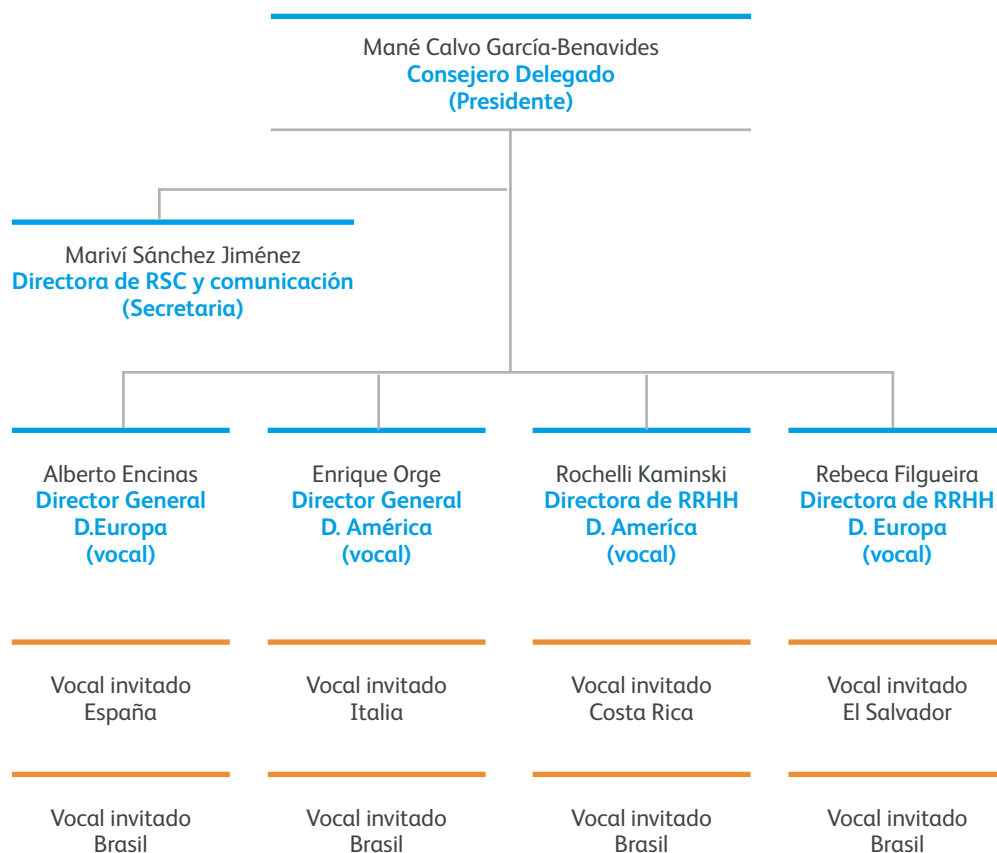 Mané Calvo García-Benavides
Consejero Delegado
(Presidente)
Mariví Sánchez Jiménez
Directora de RSC y comunicación
(Secretaria)
Alberto Encinas
Director General
D.Europa
(vocal)
Enrique Orge
Director General
D. América
(vocal)
Rochelli Kaminski
Directora de RRHH
D. Ameríca
(vocal)
Rebeca Filgueira
Directora de RRHH
D. Europa
(vocal)
Vocal invitado
España
Vocal invitado
Italia
Vocal invitado
Costa Rica
Vocal invitado
El Salvador
Vocal invitado
Brasil
Vocal invitado
Brasil
Vocal invitado
Brasil
Vocal invitado
Brasil